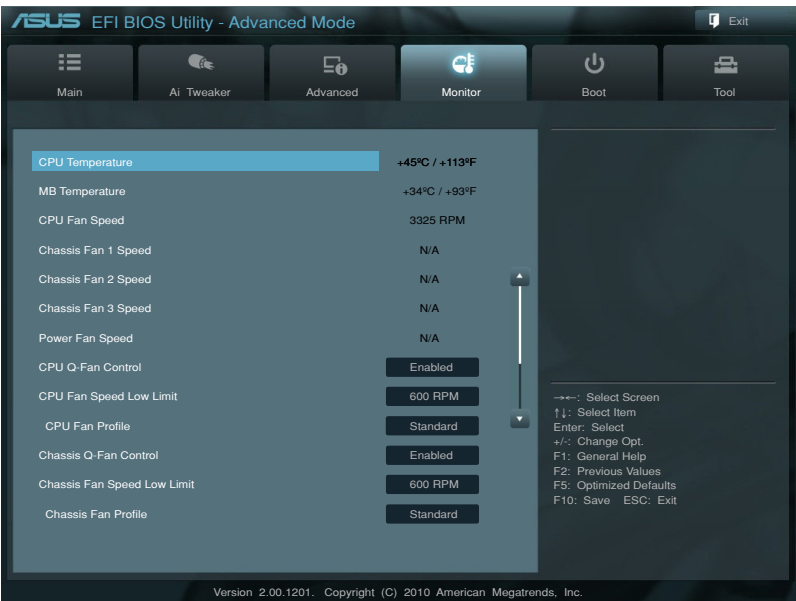 ASUS EFI BIOS Utility - Advanced Mode
Exit
Main Ai Tweaker Advanced Monitor Boot Tool
CPU Temperature +45ºC / +113ºF
MB Temperature +34ºC / +93ºF
CPU Fan Speed 3325 RPM
Chassis Fan 1 Speed N/A
Chassis Fan 2 Speed N/A
Chassis Fan 3 Speed N/A
Power Fan Speed N/A
CPU Q-Fan Control Enabled
CPU Fan Speed Low Limit 600 RPM
CPU Fan Profile Standard
Chassis Q-Fan Control Enabled
Chassis Fan Speed Low Limit 600 RPM
Chassis Fan Profile Standard
→←: Select Screen
↑↓: Select Item
Enter: Select
+/-: Change Opt.
F1: General Help
F2: Previous Values
F5: Optimized Defaults
F10: Save ESC: Exit
Version 2.00.1201. Copyright (C) 2010 American Megatrends, Inc.